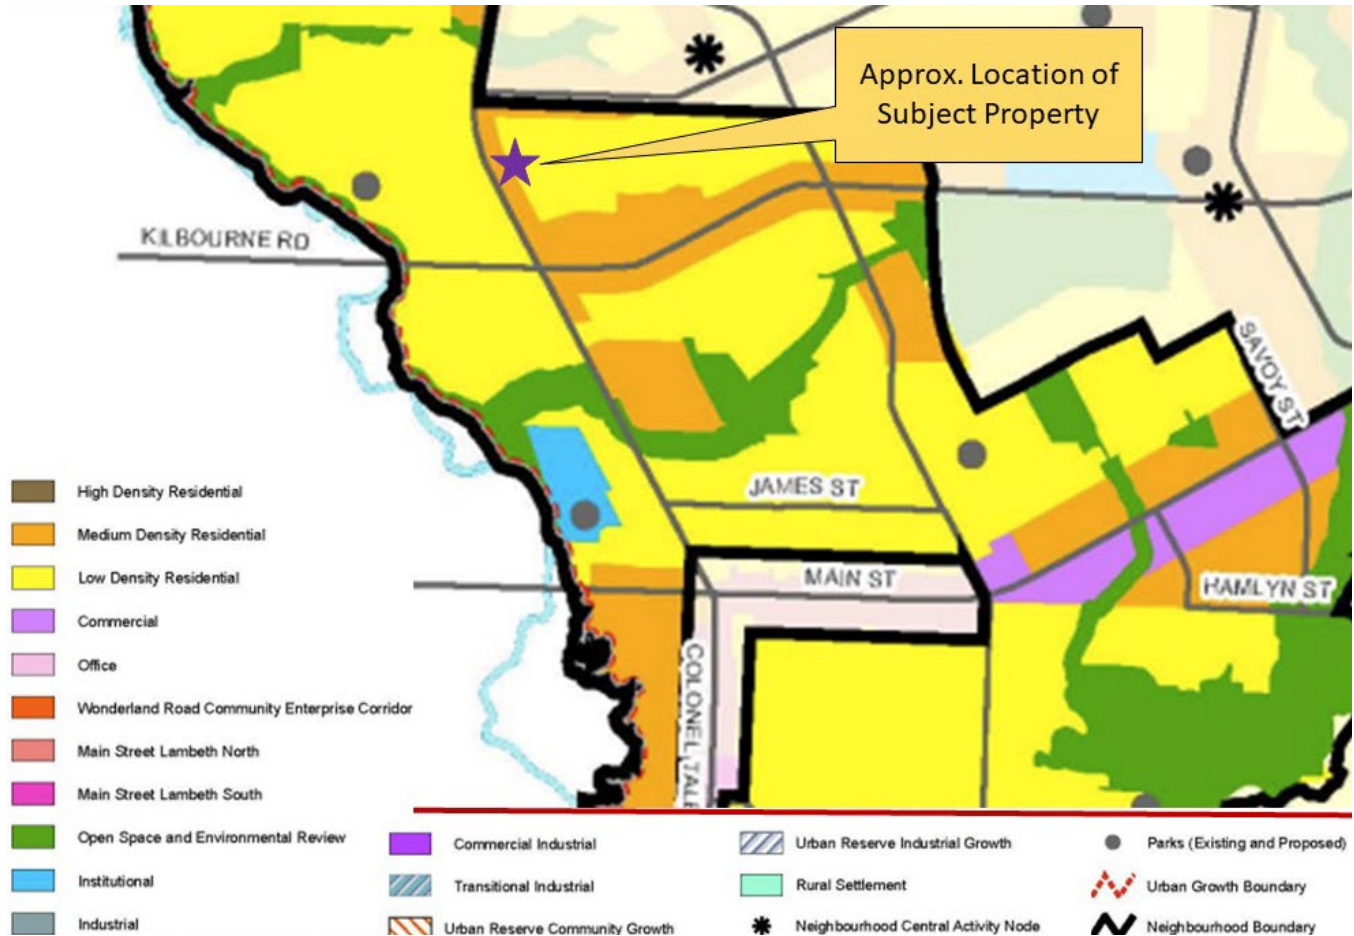 Approx. Location of
Subject Property
KILBOURNE RD
SAVOY ST
JAMES ST
MAIN ST
HAMLYN ST
COLONEL TALB
High Density Residential
Medium Density Residential
Low Density Residential
Commercial
Office
Wonderland Road Community Enterprise Corridor
Main Street Lambeth North
Main Street Lambeth South
Open Space and Environmental Review
Institutional
Industrial
Commercial Industrial
Transitional Industrial
Urban Reserve Community Growth
Urban Reserve Industrial Growth
Rural Settlement
Neighbourhood Central Activity Node
Parks (Existing and Proposed)
Urban Growth Boundary
Neighbourhood Boundary